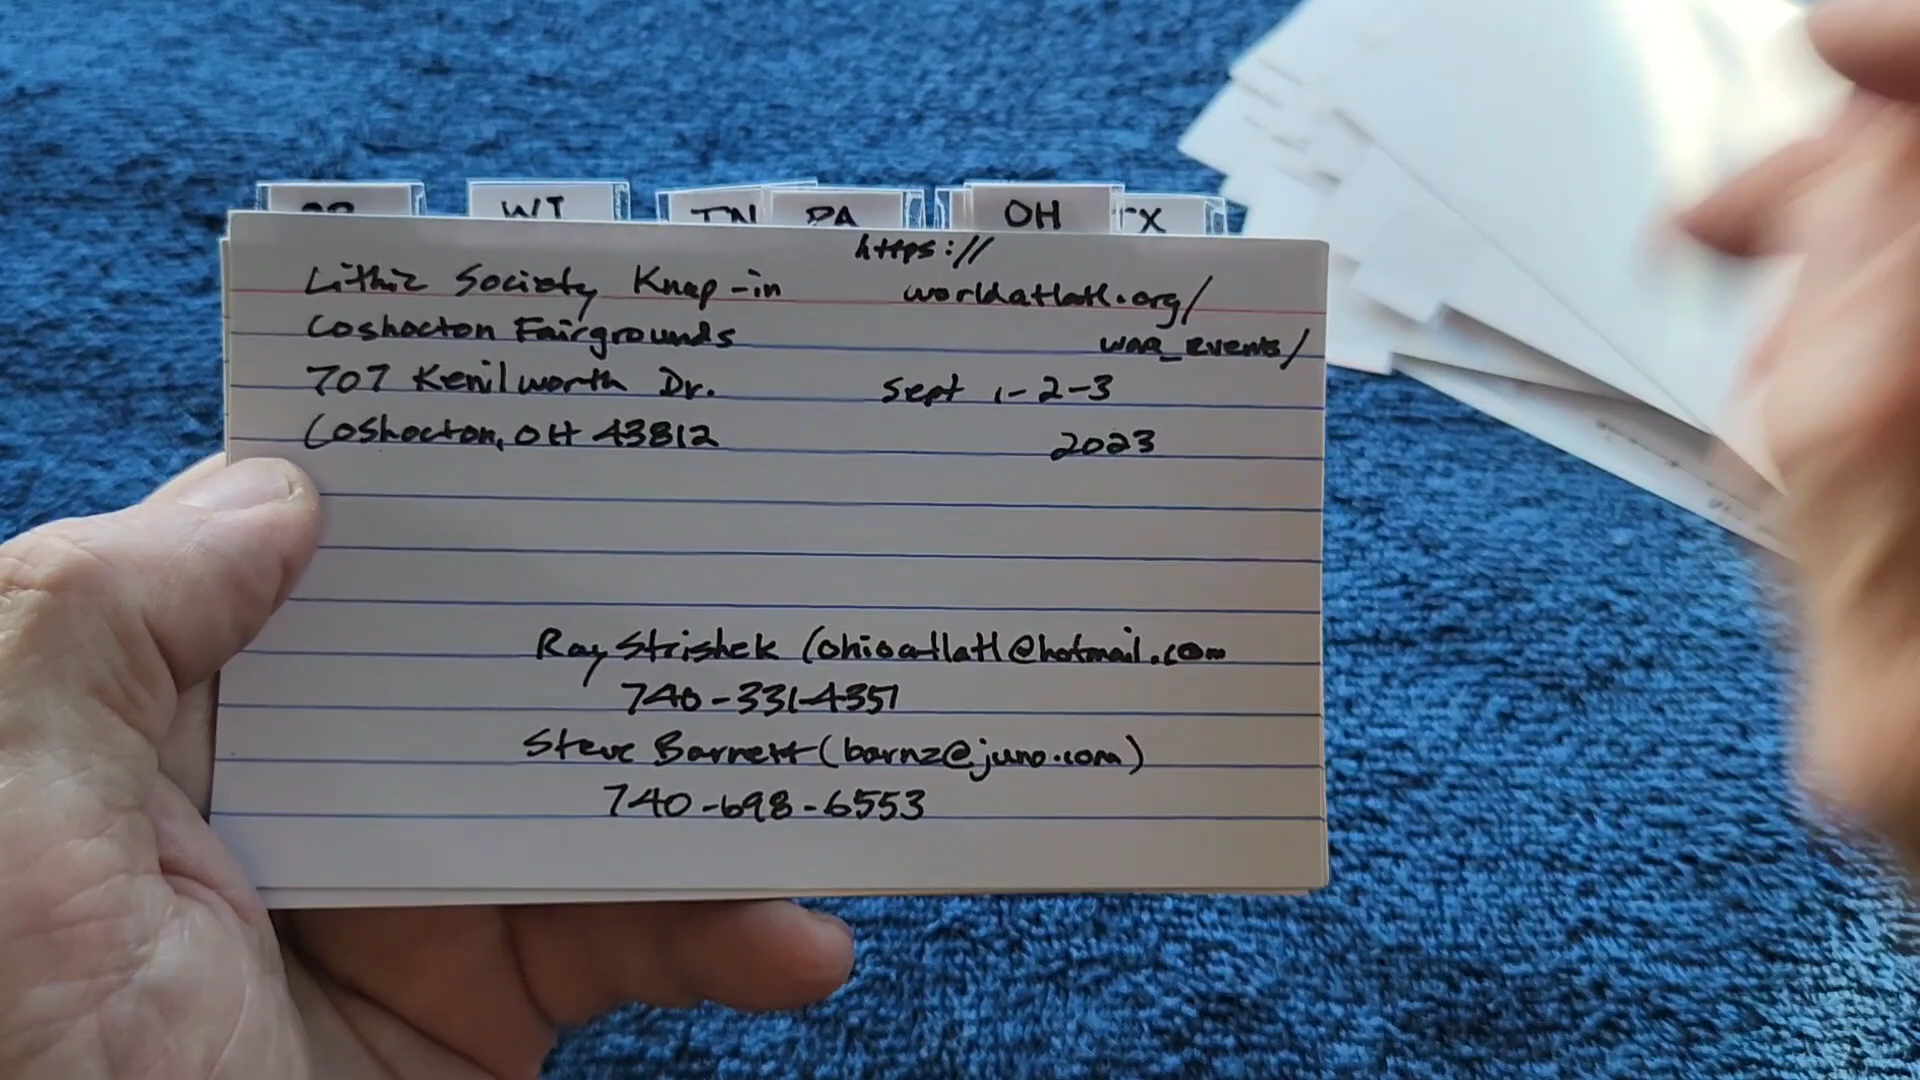 WI
TN
PA
OH
TX
https://
Lithic Society Knap-in
worldatlatl.org/
Coshocton Fairgrounds
waa_events/
707 Kenilworth Dr.
Sept 1-2-3
Coshocton, OH 43812
2023
Ray Strishek (ohioatlatl@hotmail.com
740-331-4351
Steve Barnett (barnz@juno.com)
740-698-6553